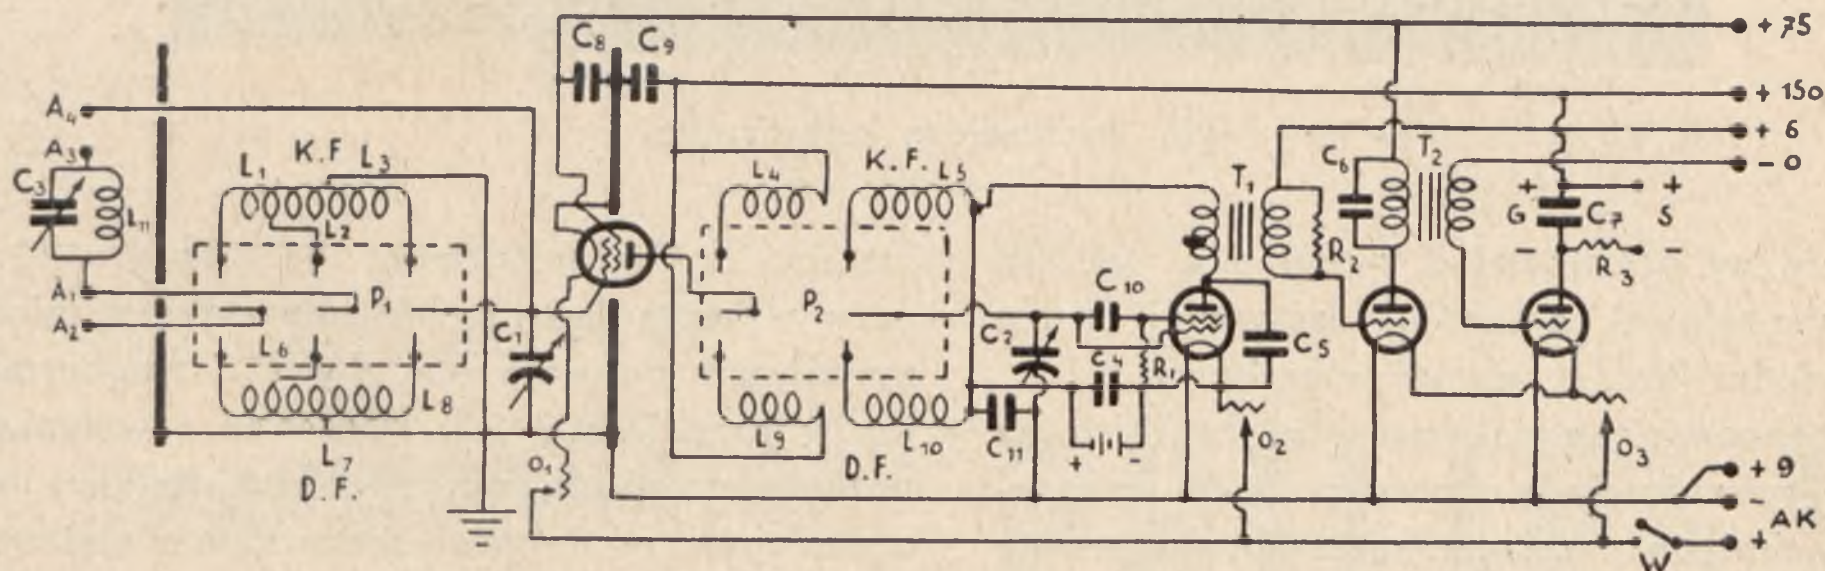 + 75
+ 150
+ 6
- 0
C8 C9
A4
A3
C3
L11
A1
A2
K.F
L1 L3
L2
P1
L6
L8
L7
D.F.
C1
O1
K.F.
L4 L5
P2
L9 L10
D.F.
C10
C2
C4
R1
C11
+ -
C5
T1
R2
C6
T2
+ + 
G C7 S
- -
R3
O2
O3
+ 9
-
AK
+
W